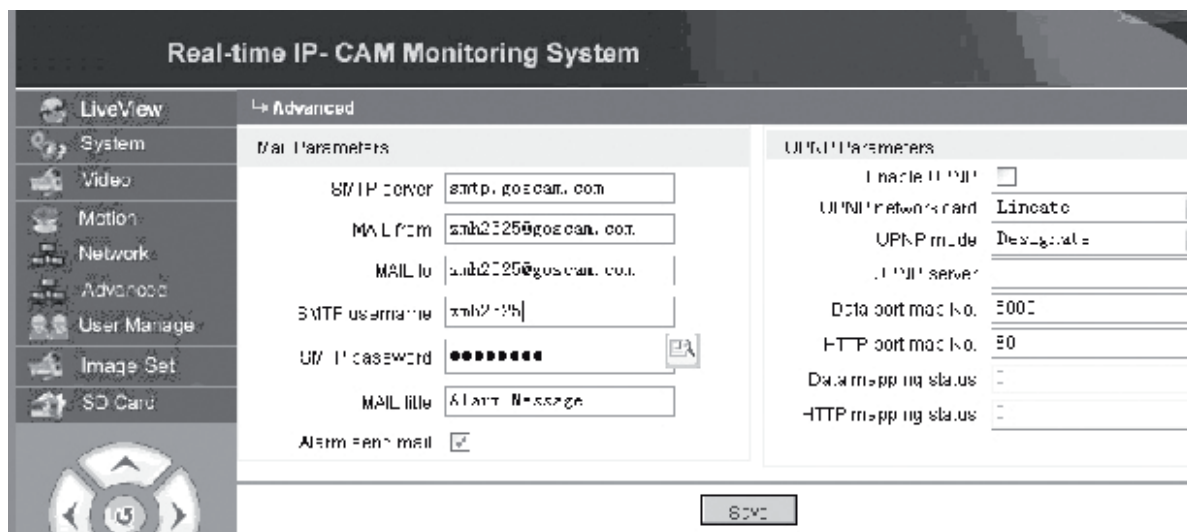 Real-time IP- CAM Monitoring System
LiveView
System
Video
Motion
Network
Advanced
User Manage
Image Set
SD Card
Advanced
Mail Parameters
SMTP server smtp.goscam.com
MAIL from @goscam.com
MAIL to @goscam.com
SMTP username
SMTP password ●●●●●●●●
MAIL title Alarm Message
Alarm send mail
UPNP Parameters
Enable UPNP
UPNP network card
UPNP mode Designate
UPNP server
Data port map No.
HTTP port map No. 80
Data mapping status
HTTP mapping status
Save